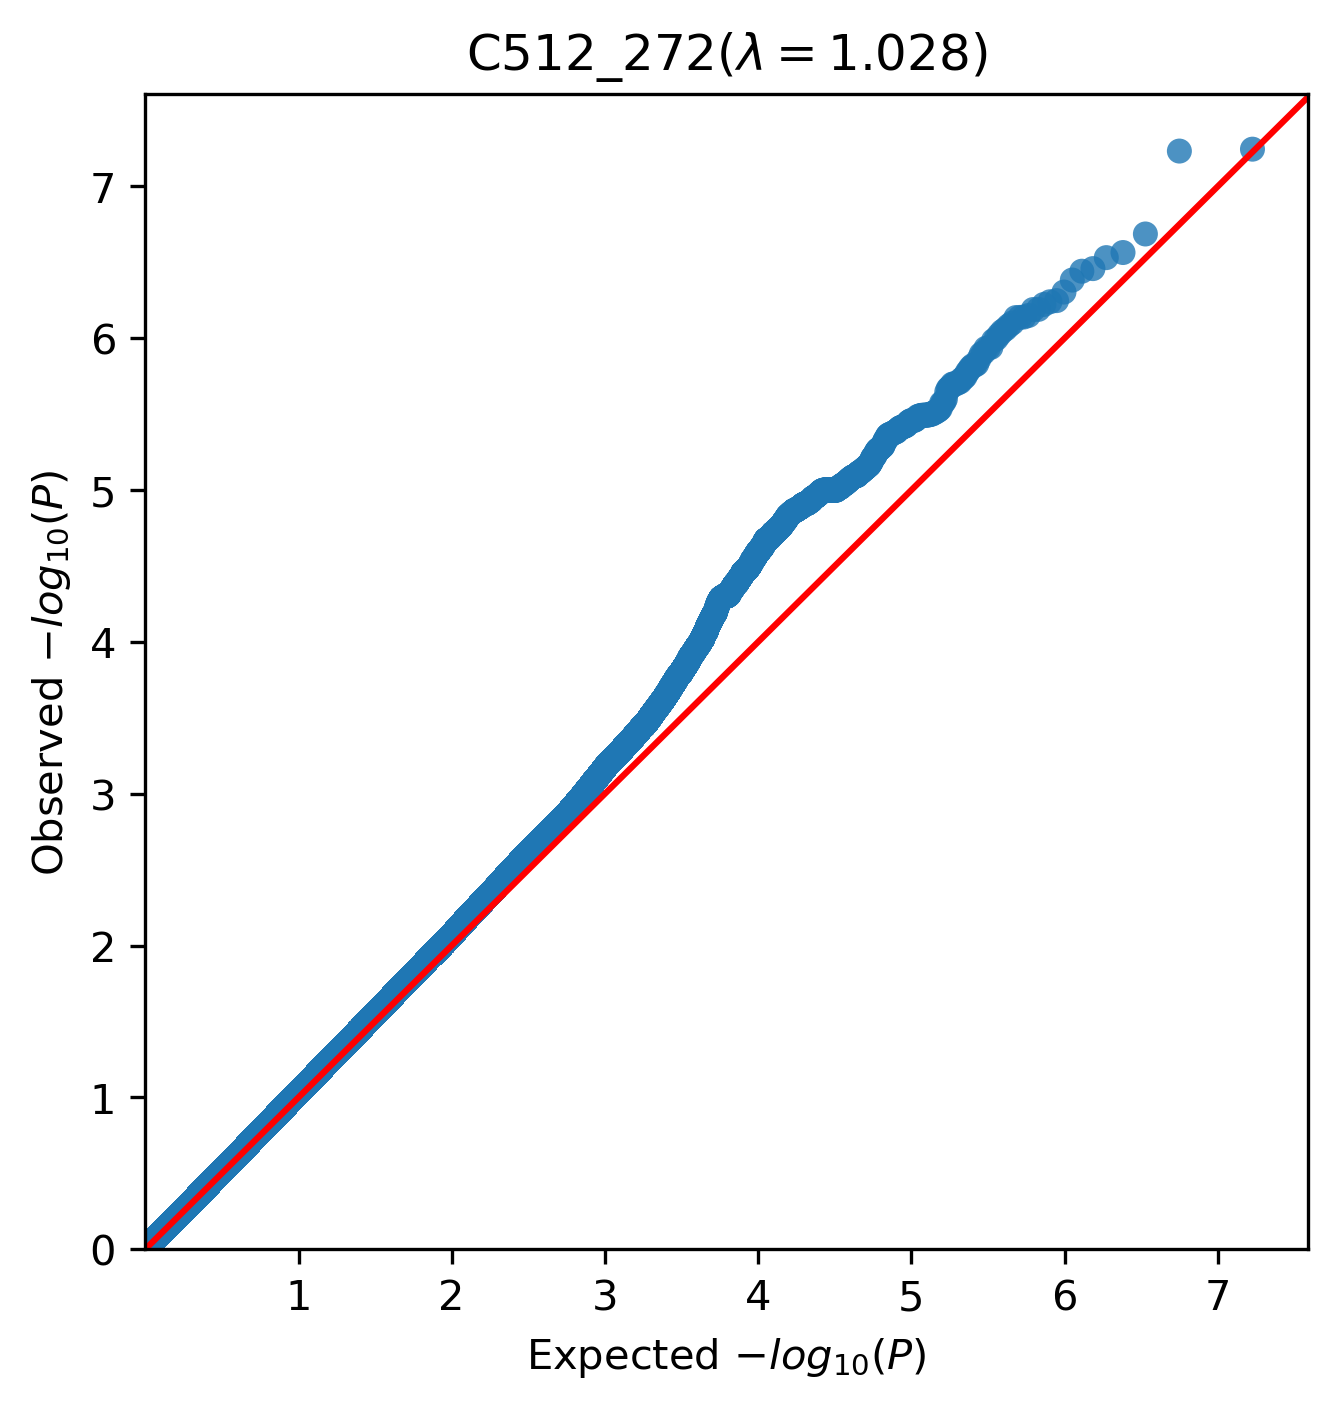 C512_272(λ = 1.028)
Observed −log₁₀(P)
7
6
5
4
3
2
1
0
1 2 3 4 5 6 7
Expected −log₁₀(P)